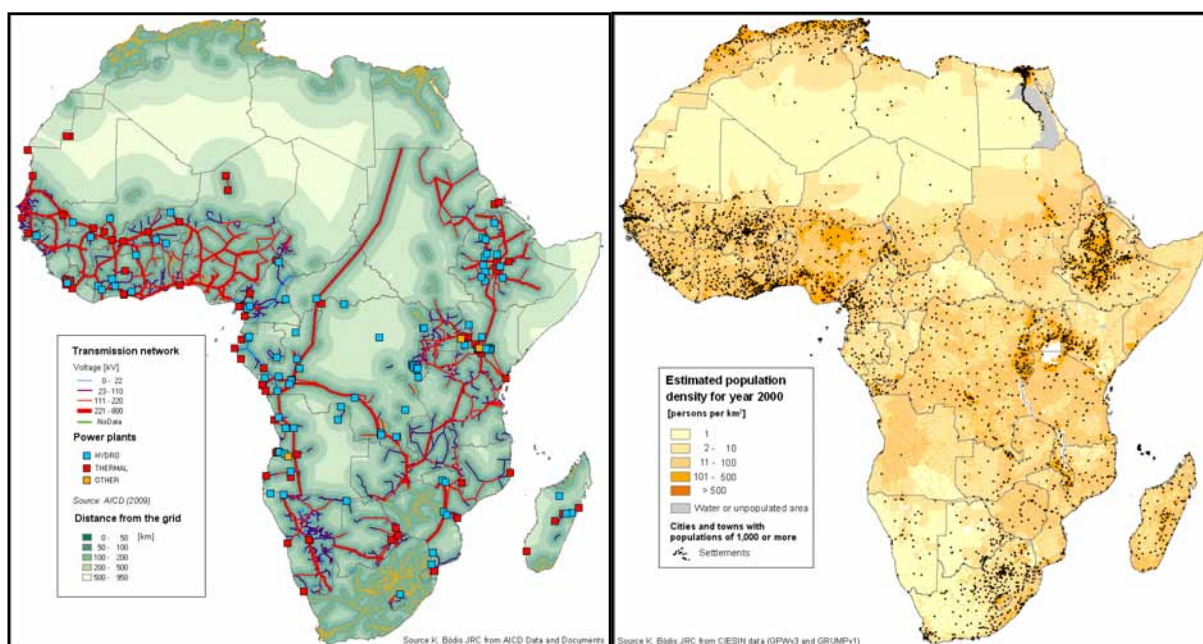 Transmission network
Voltage [kV]
0 - 22
23 - 110
111 - 220
221 - 800
NoData
Power plants
HYDRO
THERMAL
OTHER
Source: AICD (2009)
Distance from the grid
0 - 50 [km]
50 - 100
100 - 200
200 - 500
500 - 950
Source K. Bódis JRC from AICD Data and Documents
Estimated population
density for year 2000
[persons per km²]
1
2 - 10
11 - 100
101 - 500
> 500
Water or unpopulated area
Cities and towns with
populations of 1,000 or more
Settlements
Source K. Bódis JRC from CIESIN data (GPWv3 and GRUMPv1)